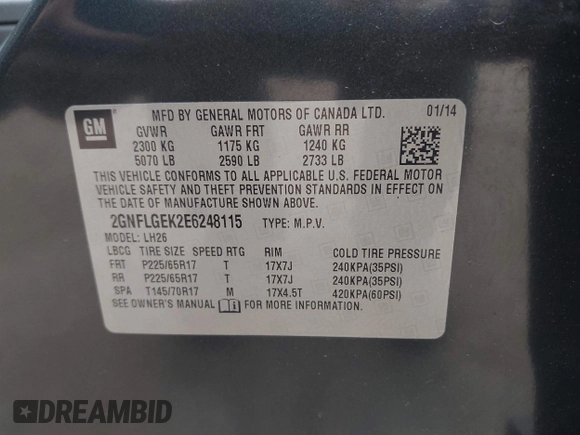 GM
MFD BY GENERAL MOTORS OF CANADA LTD. 01/14
GVWR GAWR FRT GAWR RR
2300 KG 1175 KG 1240 KG
5070 LB 2590 LB 2733 LB
THIS VEHICLE CONFORMS TO ALL APPLICABLE U.S. FEDERAL MOTOR
VEHICLE SAFETY AND THEFT PREVENTION STANDARDS IN EFFECT ON
THE DATE OF MANUFACTURE SHOWN ABOVE.
2GNFLGEK2E6248115 TYPE: M.P.V.
MODEL: LH26
LBCG TIRE SIZE SPEED RTG RIM COLD TIRE PRESSURE
FRT P225/65R17 T 17X7J 240KPA(35PSI)
RR P225/65R17 T 17X7J 240KPA(35PSI)
SPA T145/70R17 M 17X4.5T 420KPA(60PSI)
SEE OWNER'S MANUAL FOR MORE INFORMATION.
DREAMBID